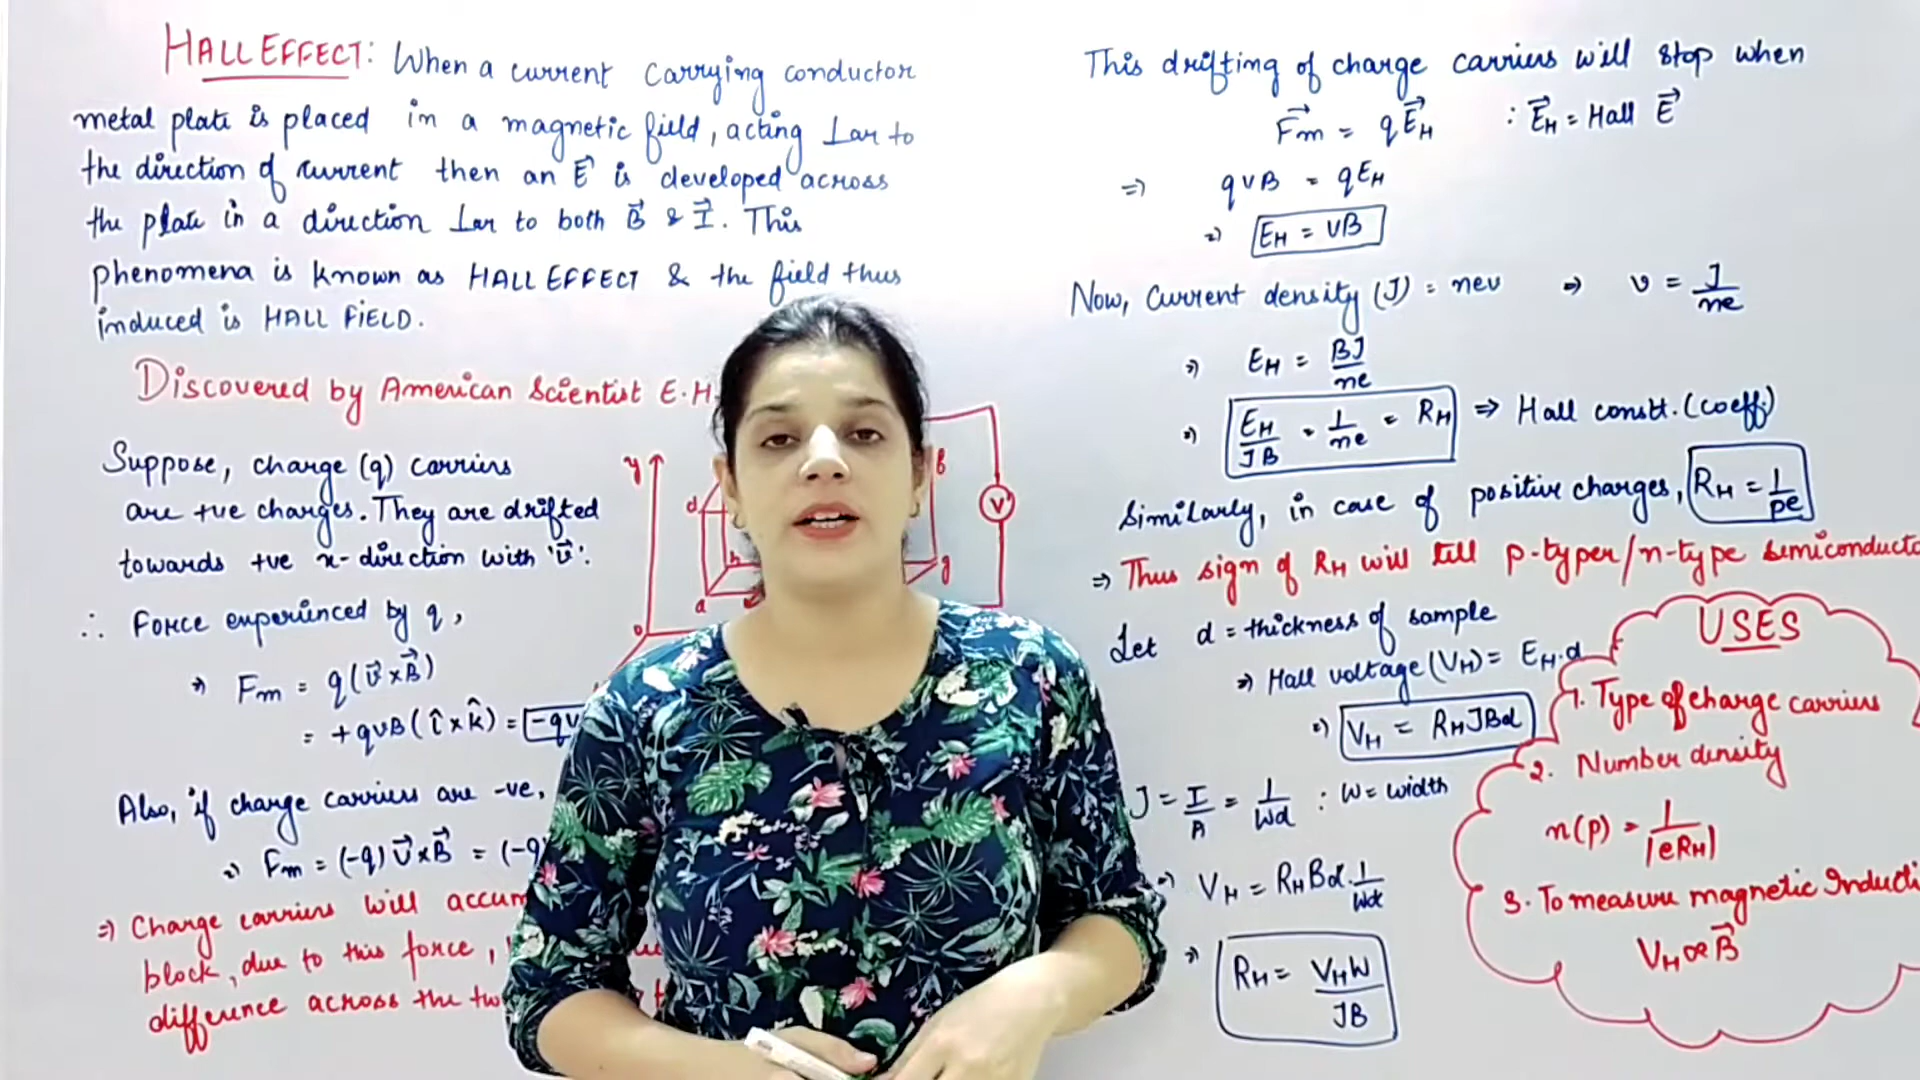 HALL EFFECT: When a current carrying conductor
metal plate is placed in a magnetic field, acting ⊥ar to
the direction of current then an E⃗ is developed across
the plate in a direction ⊥ar to both B⃗ & I⃗. This
phenomena is known as HALL EFFECT & the field thus
induced is HALL FIELD.
Discovered by American Scientist E.H.
Suppose, charge (q) carriers
are +ve charges. They are drifted
towards +ve x-direction with 'v⃗'.
∴ Force experienced by q,
⇒ Fm = q(v⃗×B⃗)
= +qvB(î×k̂) = -qv
Also, if charge carriers are -ve,
⇒ Fm = (-q)v⃗×B⃗ = (-q
⇒ Charge carriers will accum
block, due to this force,
difference across the tw
y
d
h
a
o
b
g
V
This drifting of charge carriers will stop when
F⃗m = qE⃗H : E⃗H = Hall E⃗
⇒ qvB = qEH
⇒ EH = vB
Now, Current density (J) = nev ⇒ v = J/ne
⇒ EH = BJ/ne
⇒ EH/JB = 1/ne = RH ⇒ Hall constt. (coeff.)
Similarly, in case of positive charges, RH = 1/pe
⇒ Thus sign of RH will tell p-type/n-type semiconducto
Let d = thickness of sample
⇒ Hall voltage (VH) = EH.d
⇒ VH = RHJBd
J = I/A = I/wd : w = width
⇒ VH = RHBd.I/wd
⇒ RH = VHW/IB
USES
1. Type of charge carriers
2. Number density
n(p) = 1/|eRH|
3. To measure magnetic Inducti
VH ∝ B⃗